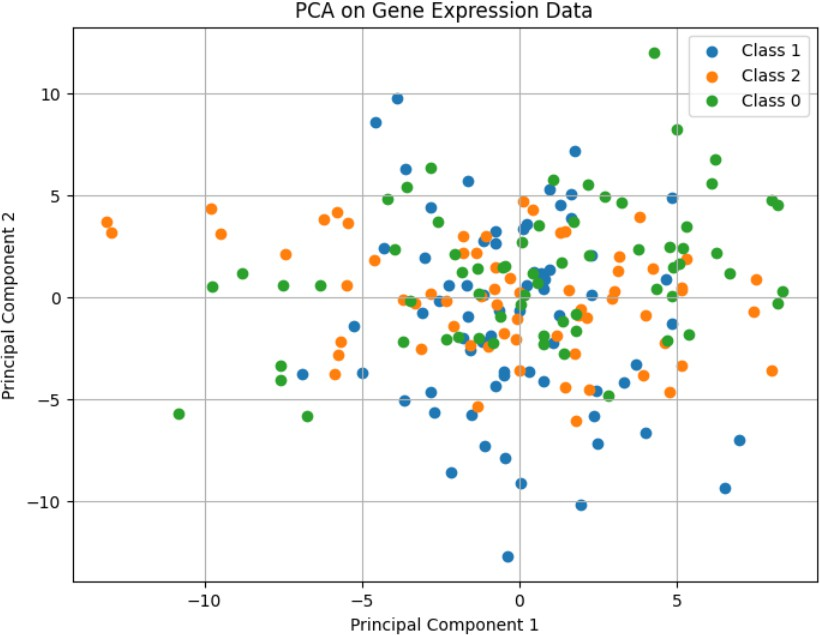 PCA on Gene Expression Data
Class 1
Class 2
Class 0
10
5
0
−5
−10
Principal Component 2
−10
−5
0
5
Principal Component 1